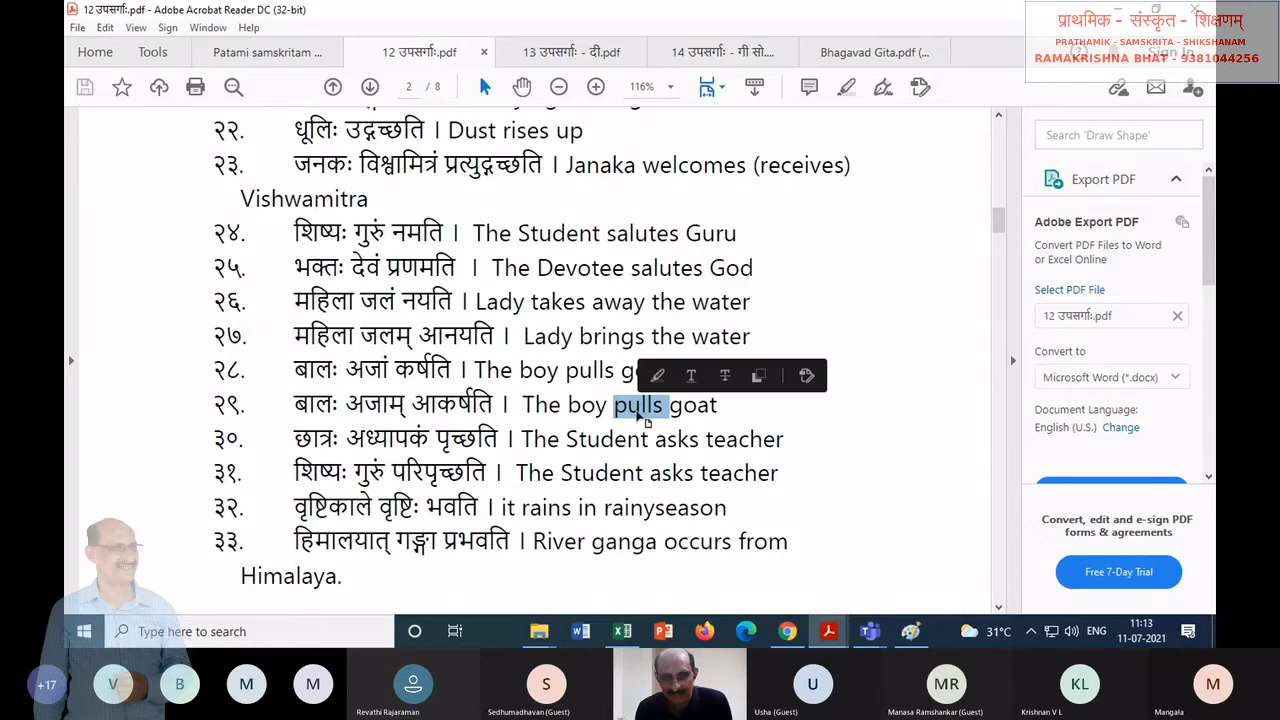 12 उपसर्गाः.pdf - Adobe Acrobat Reader DC (32-bit)
File Edit View Sign Window Help
प्राथमिक - संस्कृत - शिक्षणम्
PRATHAMIK - SAMSKRITA - SHIKSHANAM
RAMAKRISHNA BHAT - 9381044256
Home Tools Patami samskritam ... 12 उपसर्गाः.pdf × 13 उपसर्गाः - दी.pdf 14 उपसर्गाः - गी सो.... Bhagavad Gita.pdf (... Sign In
2 / 8 116%
२२. धूलिः उद्गच्छति । Dust rises up
२३. जनकः विश्वामित्रं प्रत्युद्गच्छति । Janaka welcomes (receives)
Vishwamitra
२४. शिष्यः गुरुं नमति । The Student salutes Guru
२५. भक्तः देवं प्रणमति । The Devotee salutes God
२६. महिला जलं नयति । Lady takes away the water
२७. महिला जलम् आनयति । Lady brings the water
२८. बालः अजां कर्षति । The boy pulls
२९. बालः अजाम् आकर्षति । The boy pulls goat
३०. छात्रः अध्यापकं पृच्छति । The Student asks teacher
३१. शिष्यः गुरुं परिपृच्छति । The Student asks teacher
३२. वृष्टिकाले वृष्टिः भवति । it rains in rainyseason
३३. हिमालयात् गङ्गा प्रभवति । River ganga occurs from
Himalaya.
Search 'Draw Shape'
Export PDF
Adobe Export PDF
Convert PDF Files to Word
or Excel Online
Select PDF File
12 उपसर्गाः.pdf ×
Convert to
Microsoft Word (*.docx)
Document Language:
English (U.S.) Change
Convert, edit and e-sign PDF
forms & agreements
Free 7-Day Trial
Type here to search
31°C ENG 11:13
11-07-2021
+17 V B M M S U MR KL M
Revathi Rajaraman Sedhumadhavan (Guest) Usha (Guest) Manasa Ramshankar (Guest) Krishnan V L Mangala